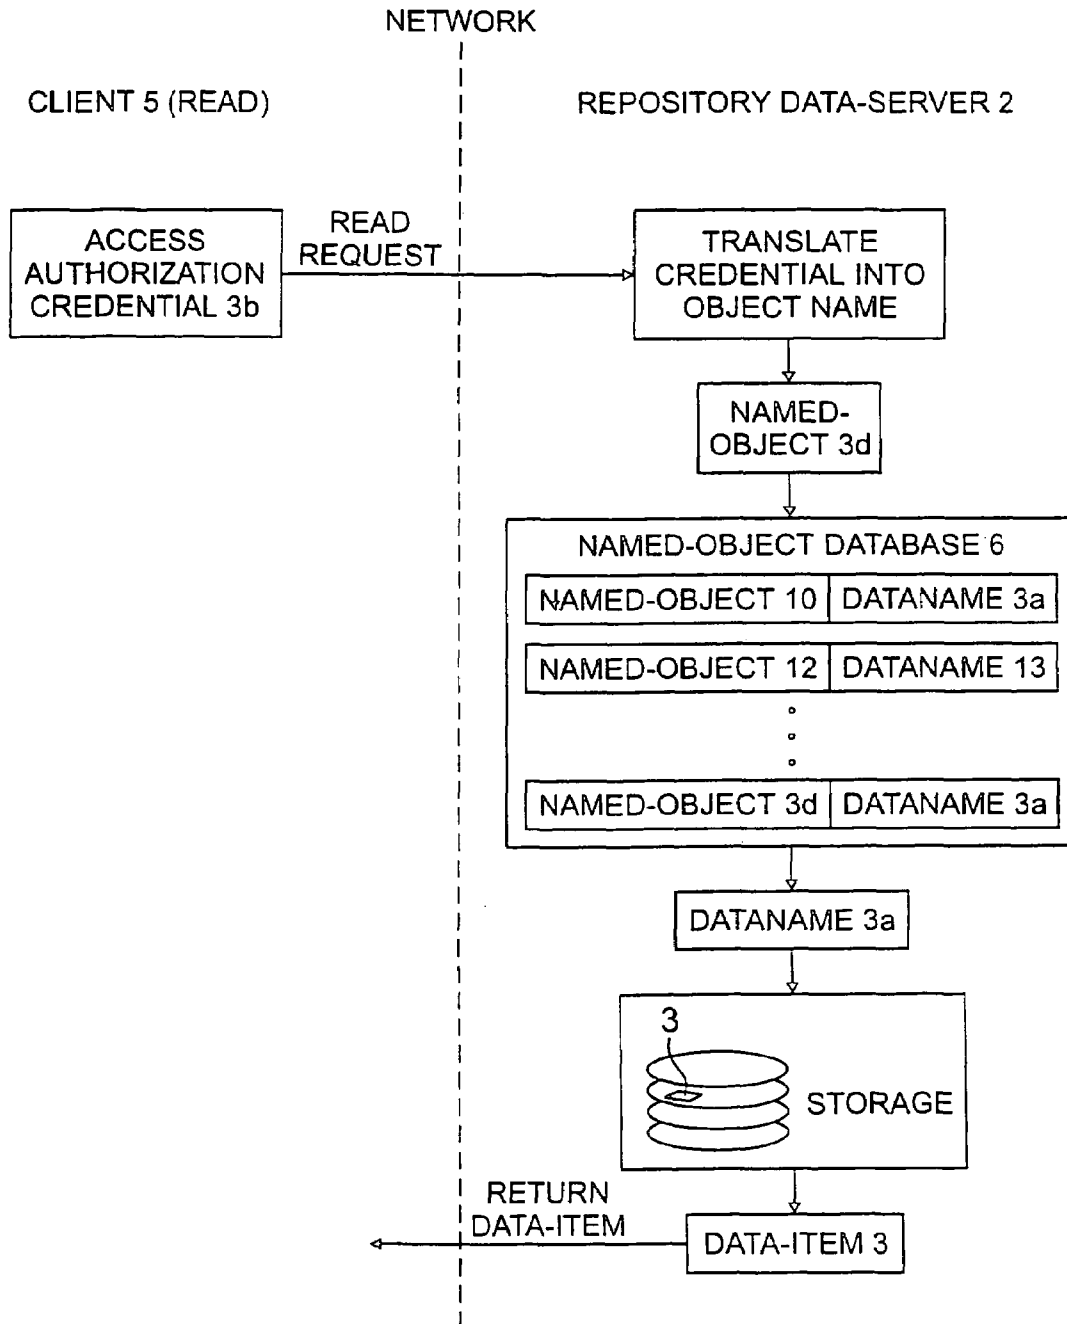 NETWORK
CLIENT 5 (READ)
REPOSITORY DATA-SERVER 2
ACCESS
AUTHORIZATION
CREDENTIAL 3b
READ
REQUEST
TRANSLATE
CREDENTIAL INTO
OBJECT NAME
NAMED-
OBJECT 3d
NAMED-OBJECT DATABASE 6
NAMED-OBJECT 10 DATANAME 3a
NAMED-OBJECT 12 DATANAME 13
NAMED-OBJECT 3d DATANAME 3a
DATANAME 3a
3
STORAGE
RETURN
DATA-ITEM
DATA-ITEM 3